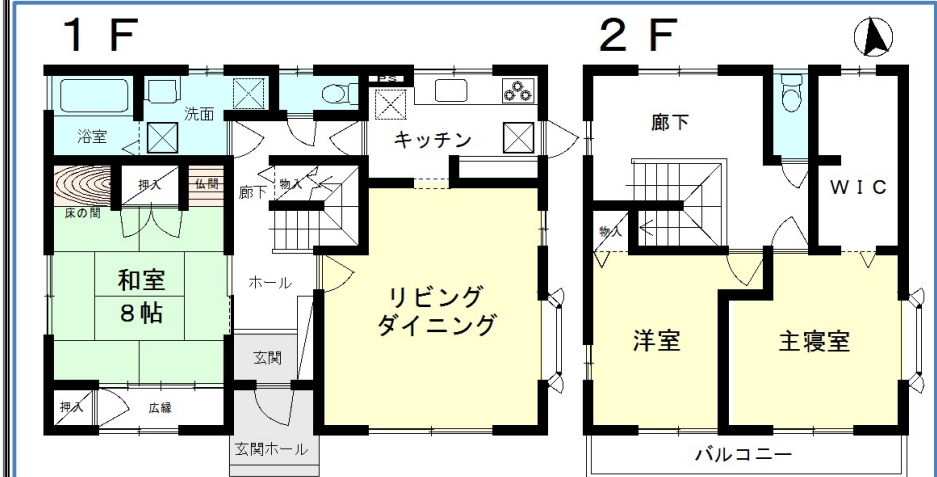 1F
2F
PS
洗面
浴室
キッチン
廊下
WIC
押入
仏間
廊下
物入
床の間
物入
和室
8帖
ホール
リビング
ダイニング
洋室
主寝室
玄関
押入
広縁
玄関ホール
バルコニー